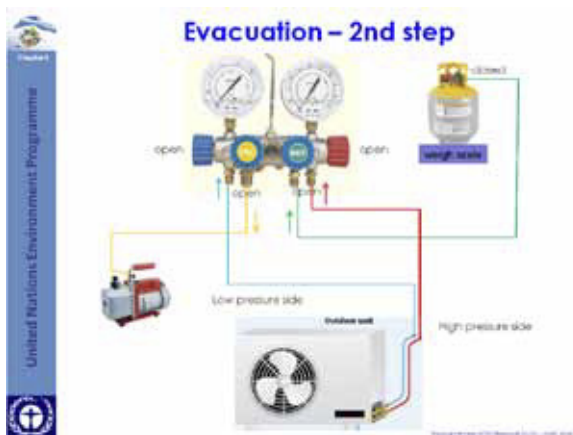 Evacuation – 2nd step
United Nations Environment Programme
(closed)
open
open
weigh scale
open
open
Low pressure side
Outdoor unit
High pressure side